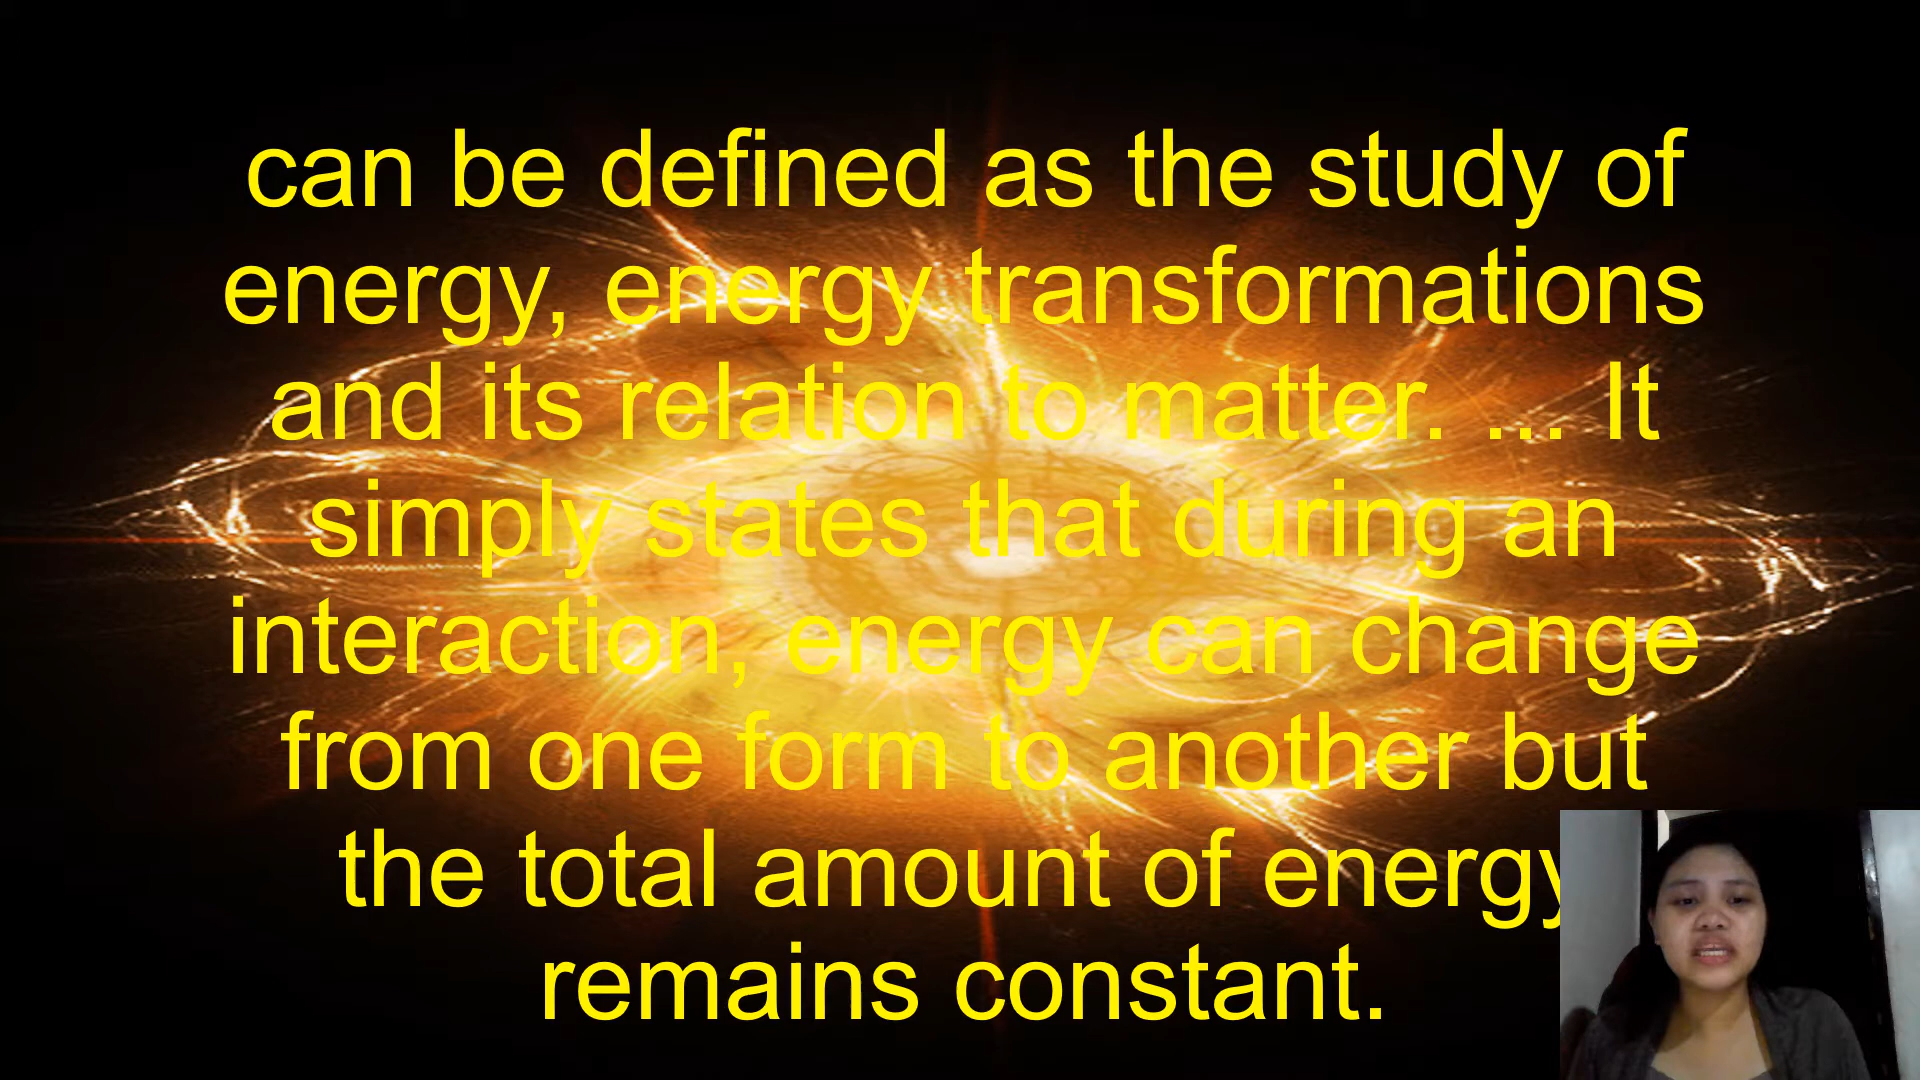 can be defined as the study of
energy, energy transformations
and its relation to matter. ... It
simply states that during an
interaction, energy can change
from one form to another but
the total amount of energy
remains constant.